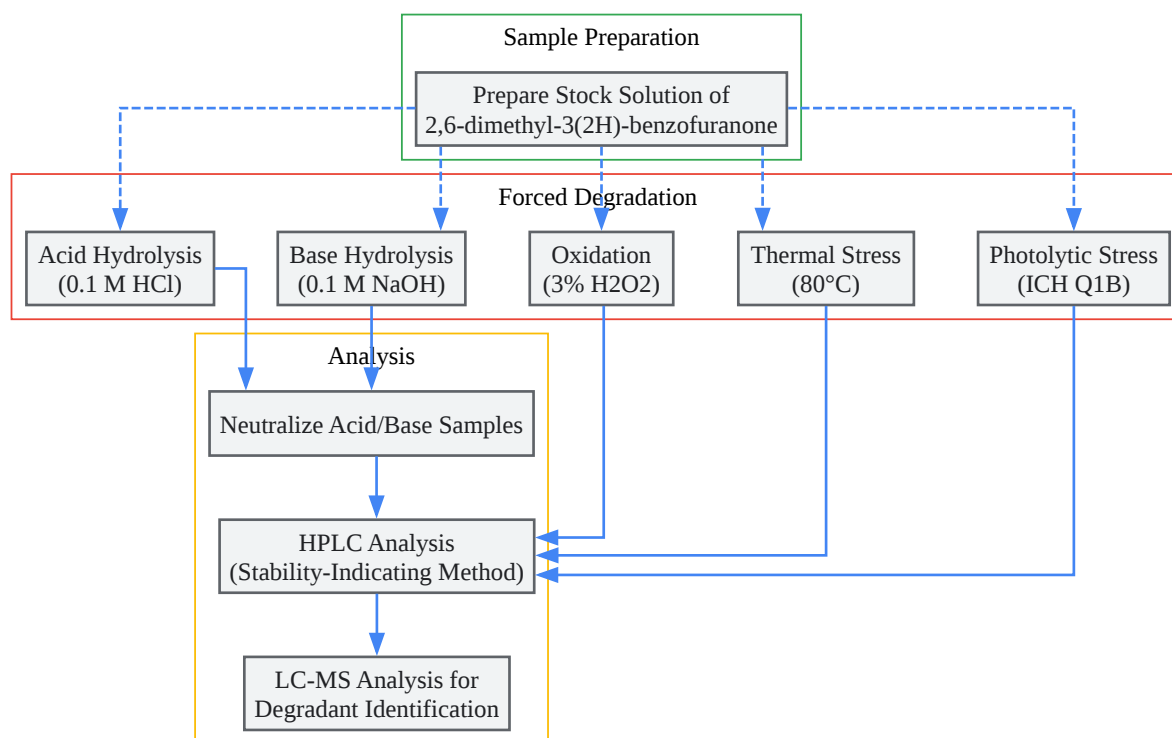 Sample Preparation
Prepare Stock Solution of
2,6-dimethyl-3(2H)-benzofuranone
Forced Degradation
Acid Hydrolysis
(0.1 M HCl)
Base Hydrolysis
(0.1 M NaOH)
Oxidation
(3% H2O2)
Thermal Stress
(80°C)
Photolytic Stress
(ICH Q1B)
Analysis
Neutralize Acid/Base Samples
HPLC Analysis
(Stability-Indicating Method)
LC-MS Analysis for
Degradant Identification